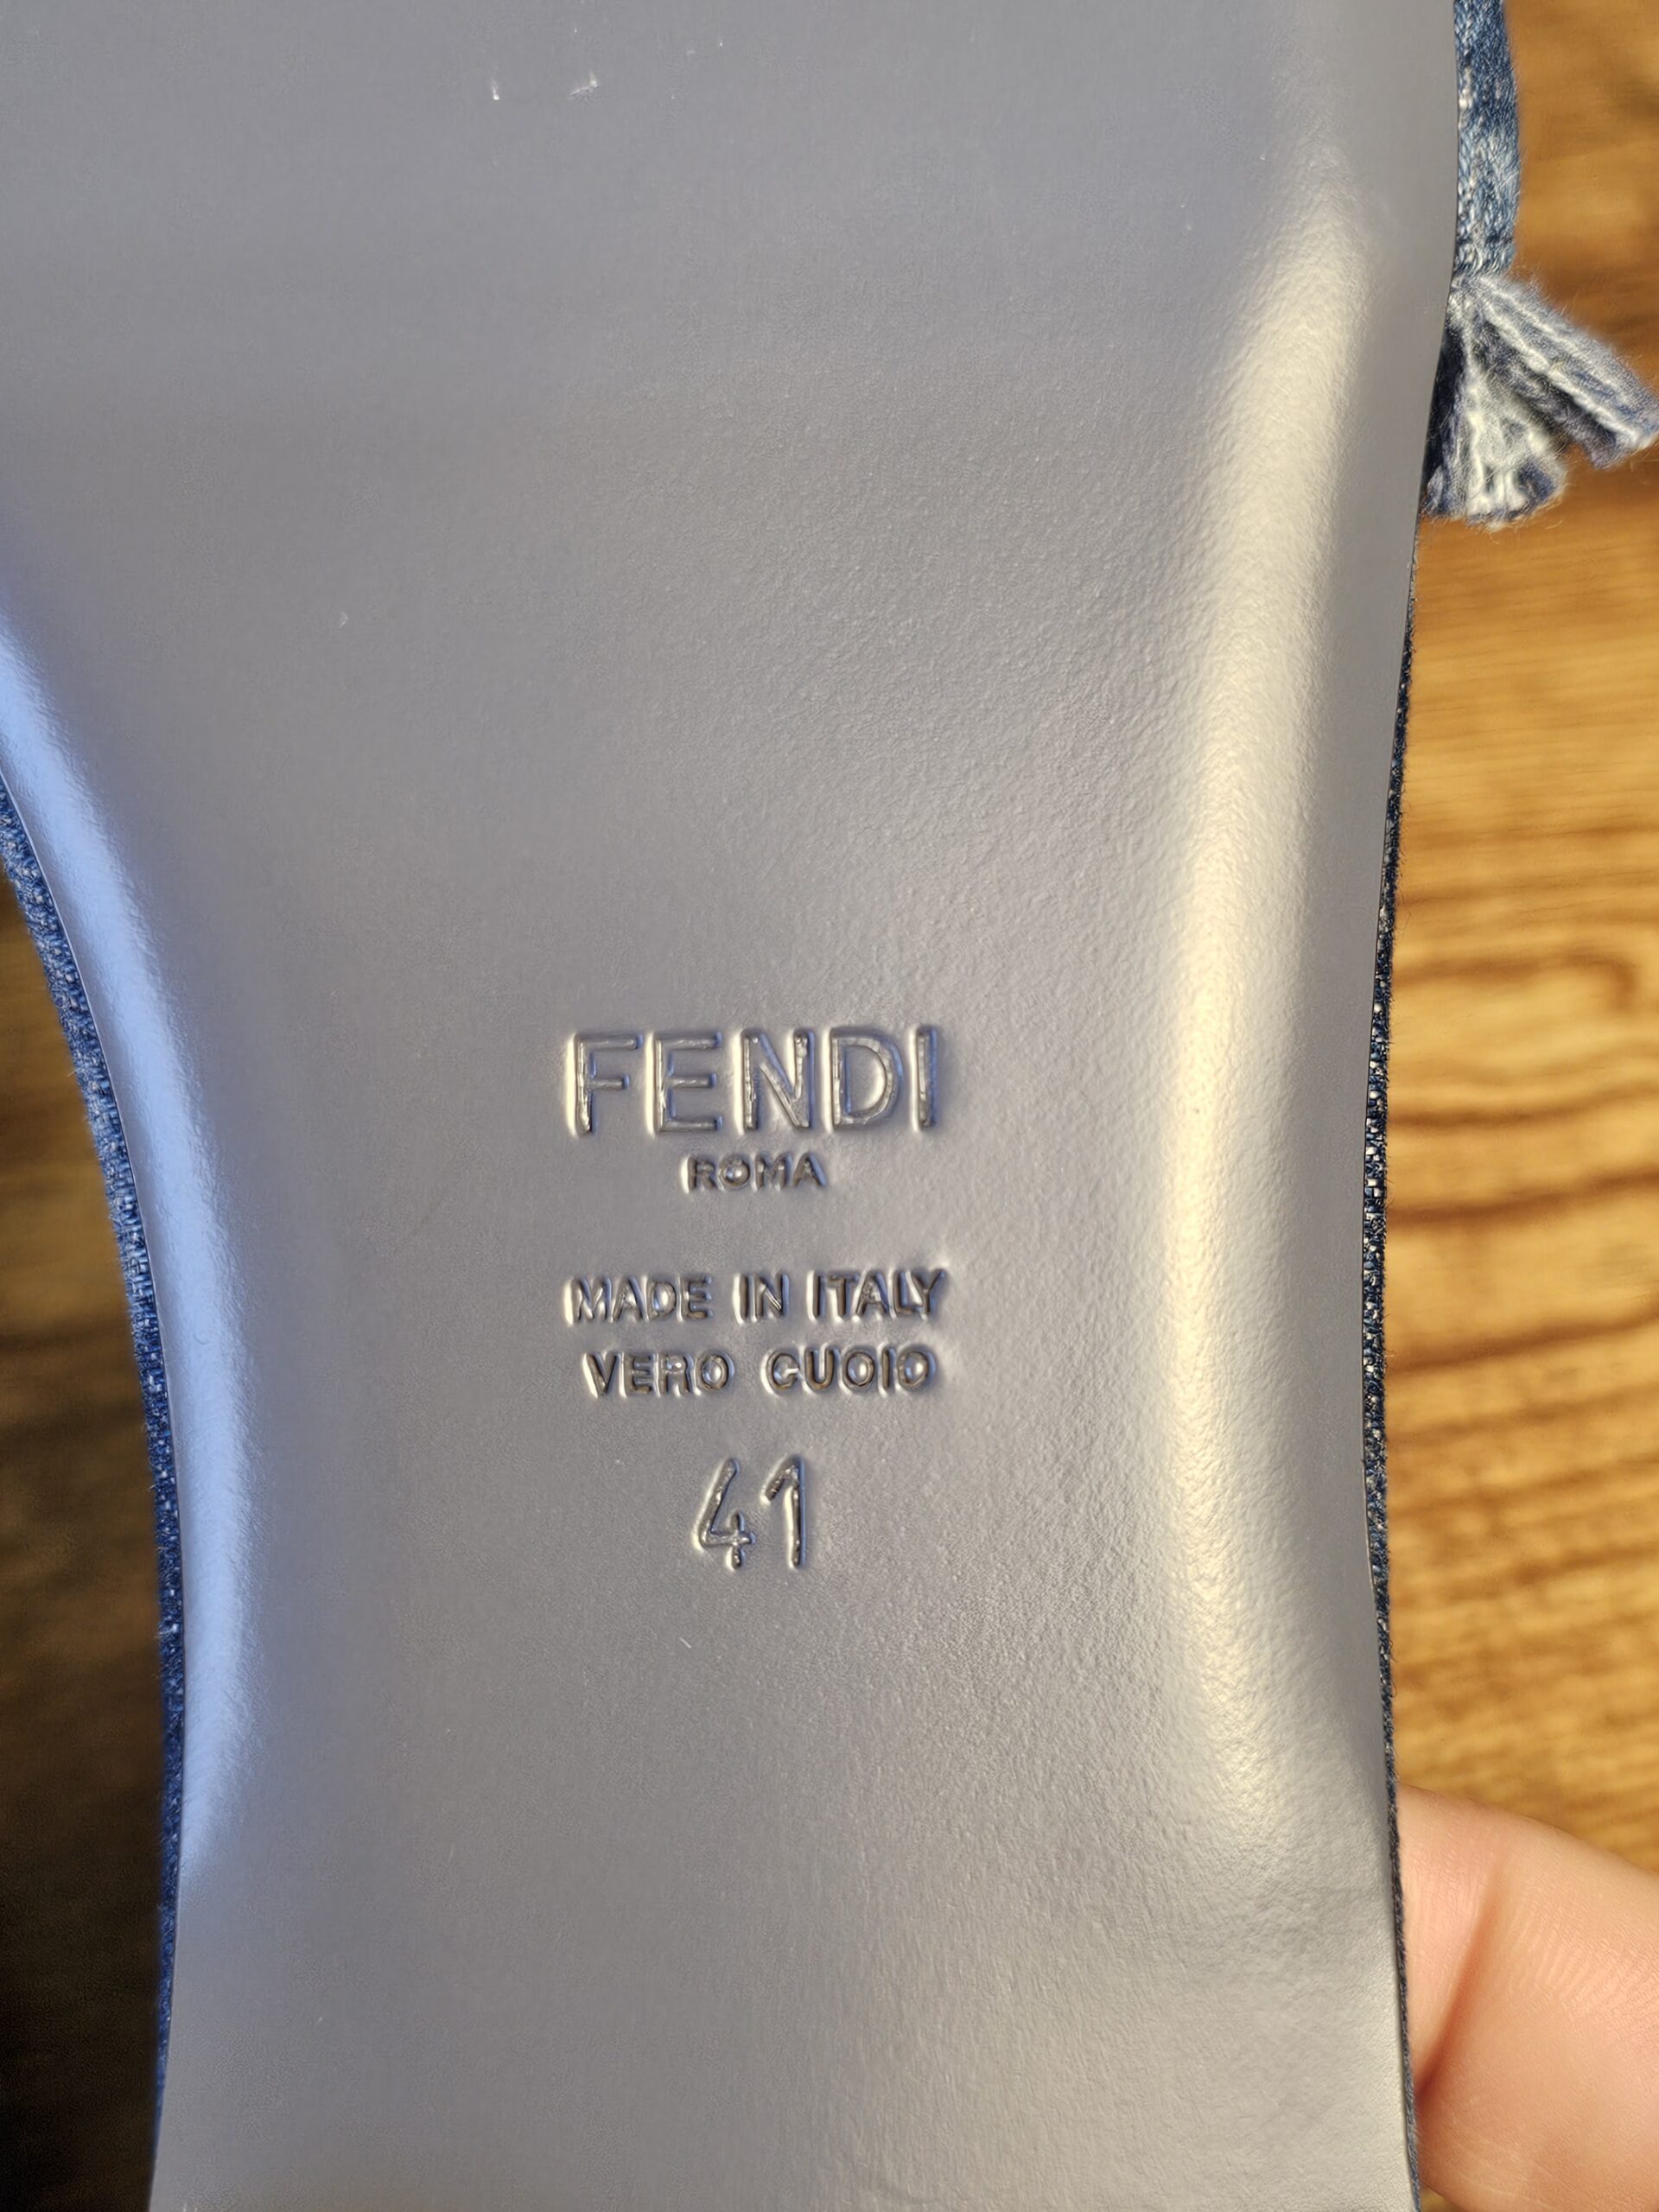 FENDI
ROMA
MADE IN ITALY
VERO CUOIO
41